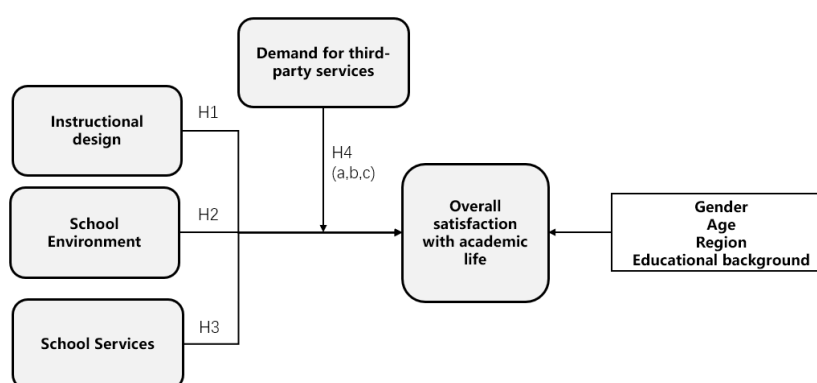 Demand for third-
party services
H1
Instructional
design
H4
(a,b,c)
H2
School
Environment
Overall
satisfaction
with academic
life
Gender
Age
Region
Educational background
H3
School Services